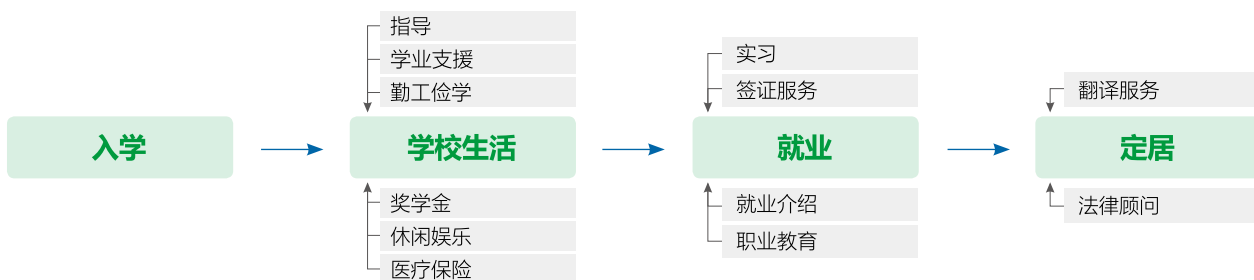 指导
学业支援
勤工俭学
实习
签证服务
翻译服务
入学
学校生活
就业
定居
奖学金
休闲娱乐
医疗保险
就业介绍
职业教育
法律顾问